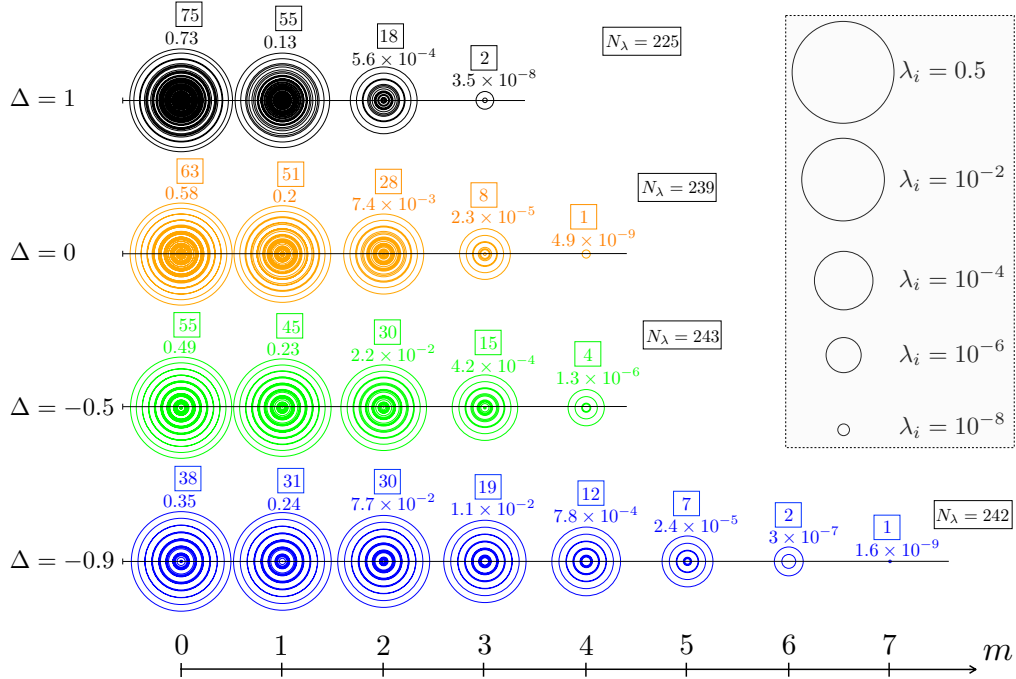 75 55 18 2 N_λ = 225
0.73 0.13 5.6 × 10^{-4} 3.5 × 10^{-8}
Δ = 1
63 51 28 8 1 N_λ = 239
0.58 0.2 7.4 × 10^{-3} 2.3 × 10^{-5} 4.9 × 10^{-9}
Δ = 0
55 45 30 15 4 N_λ = 243
0.49 0.23 2.2 × 10^{-2} 4.2 × 10^{-4} 1.3 × 10^{-6}
Δ = −0.5
38 31 30 19 12 7 2 1 N_λ = 242
0.35 0.24 7.7 × 10^{-2} 1.1 × 10^{-2} 7.8 × 10^{-4} 2.4 × 10^{-5} 3 × 10^{-7} 1.6 × 10^{-9}
Δ = −0.9
0 1 2 3 4 5 6 7 m
λ_i = 0.5
λ_i = 10^{-2}
λ_i = 10^{-4}
λ_i = 10^{-6}
λ_i = 10^{-8}